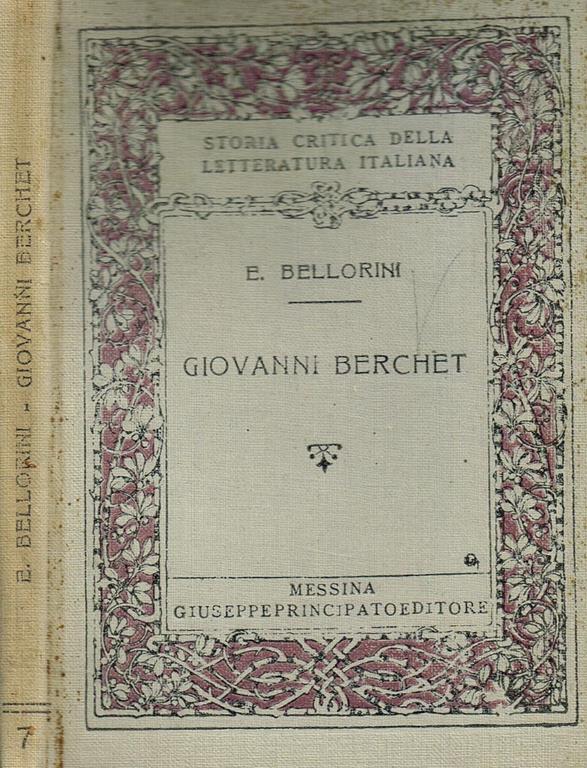 STORIA CRITICA DELLA
LETTERATURA ITALIANA
E. BELLORINI
GIOVANNI BERCHET
MESSINA
GIUSEPPE PRINCIPATO EDITORE
E. BELLORINI - GIOVANNI BERCHET
7